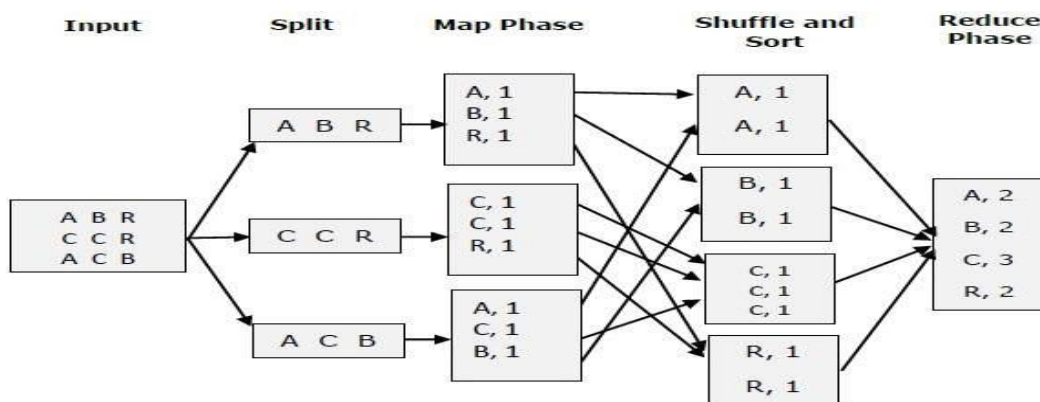 Input
Split
Map Phase
Shuffle and
Sort
Reduce
Phase
A B R
C C R
A C B
A B R
C C R
A C B
A, 1
B, 1
R, 1
C, 1
C, 1
R, 1
A, 1
C, 1
B, 1
A, 1
A, 1
B, 1
B, 1
C, 1
C, 1
C, 1
R, 1
R, 1
A, 2
B, 2
C, 3
R, 2